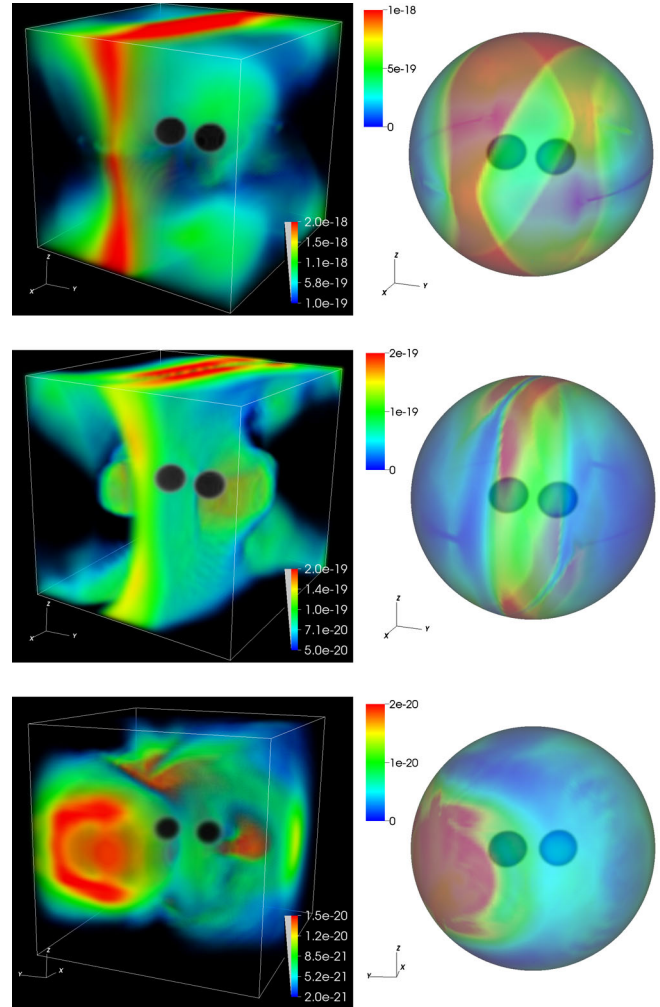 1e-18
5e-19
0
2.0e-18
1.5e-18
1.1e-18
5.8e-19
1.0e-19
Z
X
Y
Z
X
Y
2e-19
1e-19
0
2.0e-19
1.4e-19
1.0e-19
7.1e-20
5.0e-20
Z
X
Y
Z
X
Y
2e-20
1e-20
0
1.5e-20
1.2e-20
8.5e-21
5.2e-21
2.0e-21
Z
Y
X
Z
Y
X